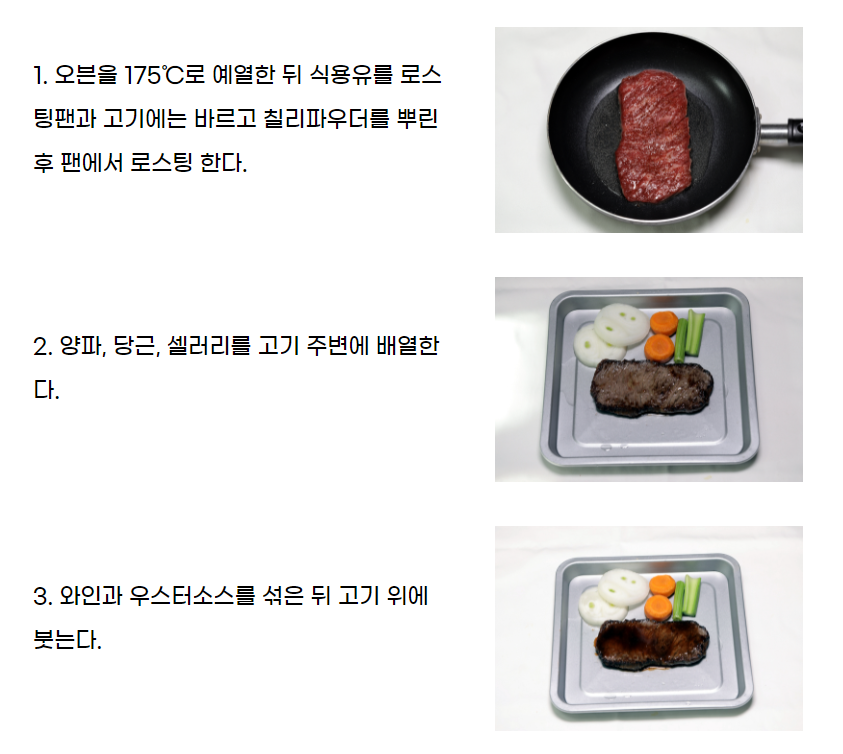 1. 오븐을 175℃로 예열한 뒤 식용유를 로스
팅팬과 고기에는 바르고 칠리파우더를 뿌린
후 팬에서 로스팅 한다.
2. 양파, 당근, 셀러리를 고기 주변에 배열한
다.
3. 와인과 우스터소스를 섞은 뒤 고기 위에
붓는다.